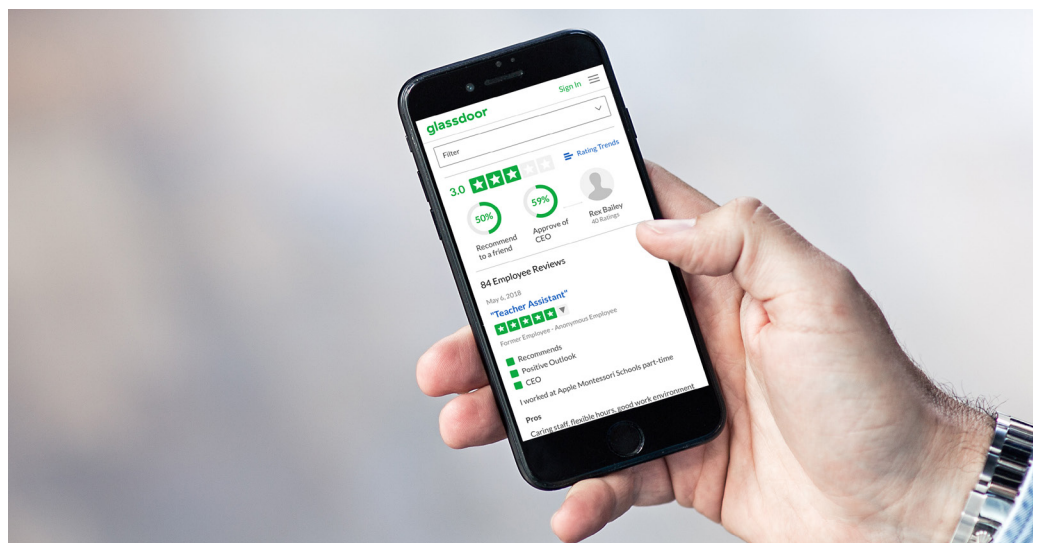 glassdoor
Sign In
Filter
3.0
Rating Trends
50%
Recommend
to a friend
59%
Approve of
CEO
Rex Bailey
40 Ratings
84 Employee Reviews
May 6, 2018
"Teacher Assistant"
Former Employee - Anonymous Employee
Recommends
Positive Outlook
CEO
I worked at Apple Montessori Schools part-time
Pros
Caring staff, flexible hours, good work environment